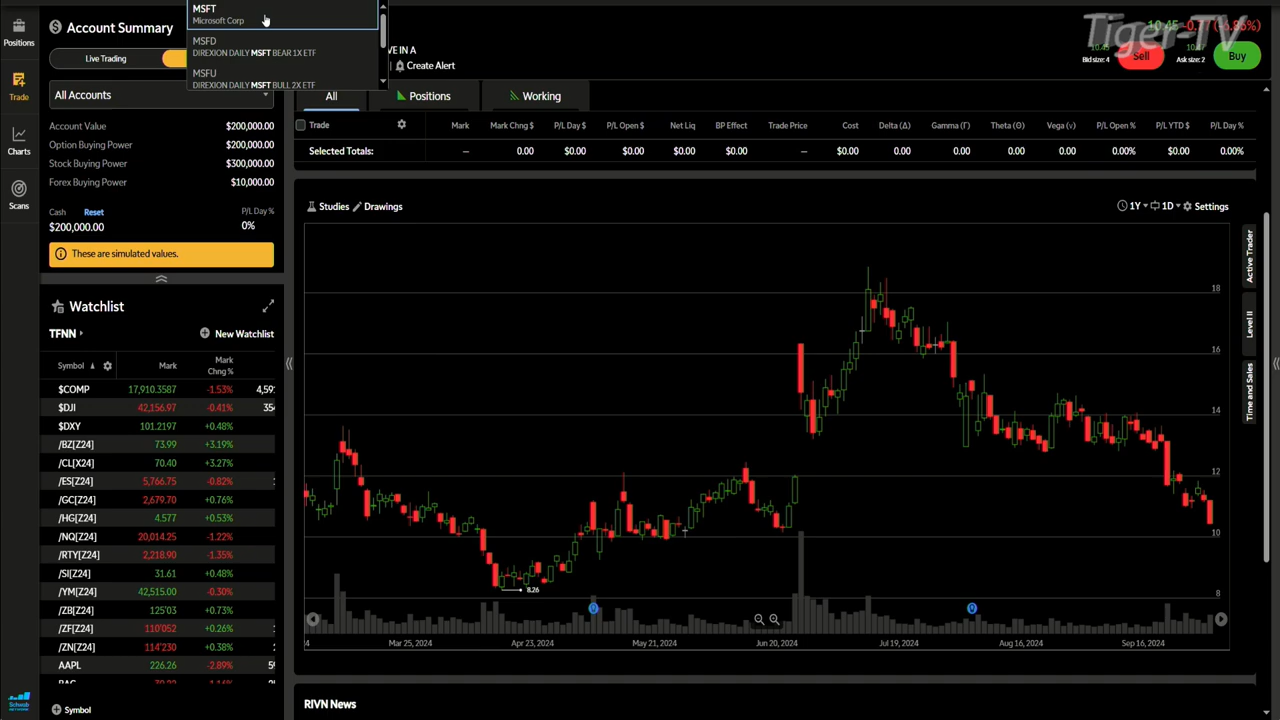 Tiger-TV
MSFT
Microsoft Corp
MSFD
DIREXION DAILY MSFT BEAR 1X ETF
MSFU
DIREXION DAILY MSFT BULL 2X ETF
Positions
Trade
Charts
Scans
Account Summary
Live Trading
All Accounts
Account Value $200,000.00
Option Buying Power $200,000.00
Stock Buying Power $300,000.00
Forex Buying Power $10,000.00
Cash Reset P/L Day %
$200,000.00 0%
These are simulated values.
Create Alert
Bid size: 4 Sell Ask size: 2 Buy
All Positions Working
Trade Mark Mark Chng $ P/L Day $ P/L Open $ Net Liq BP Effect Trade Price Cost Delta (Δ) Gamma (Γ) Theta (Θ) Vega (ν) P/L Open % P/L YTD $ P/L Day %
Selected Totals: — 0.00 $0.00 $0.00 $0.00 $0.00 — $0.00 0.00 0.00 0.00 0.00 0.00% $0.00 0.00%
Studies Drawings 1Y 1D Settings
Watchlist
TFNN New Watchlist
Symbol Mark Mark Chng %
$COMP 17,910.3587 -1.53%
$DJI 42,156.97 -0.41%
$DXY 101.2197 +0.48%
/BZ[Z24] 73.99 +3.19%
/CL[X24] 70.40 +3.27%
/ES[Z24] 5,766.75 -0.82%
/GC[Z24] 2,679.70 +0.76%
/HG[Z24] 4.577 +0.53%
/NQ[Z24] 20,014.25 -1.22%
/RTY[Z24] 2,218.90 -1.35%
/SI[Z24] 31.61 +0.48%
/YM[Z24] 42,515.00 -0.30%
/ZB[Z24] 125'03 +0.73%
/ZF[Z24] 110'052 +0.26%
/ZN[Z24] 114'230 +0.38%
AAPL 226.26 -2.89%
Symbol
Schwab
18
16
14
12
10
8
8.26
Mar 25, 2024 Apr 23, 2024 May 21, 2024 Jun 20, 2024 Jul 19, 2024 Aug 16, 2024 Sep 16, 2024
Active Trader
Level II
Time and Sales
RIVN News